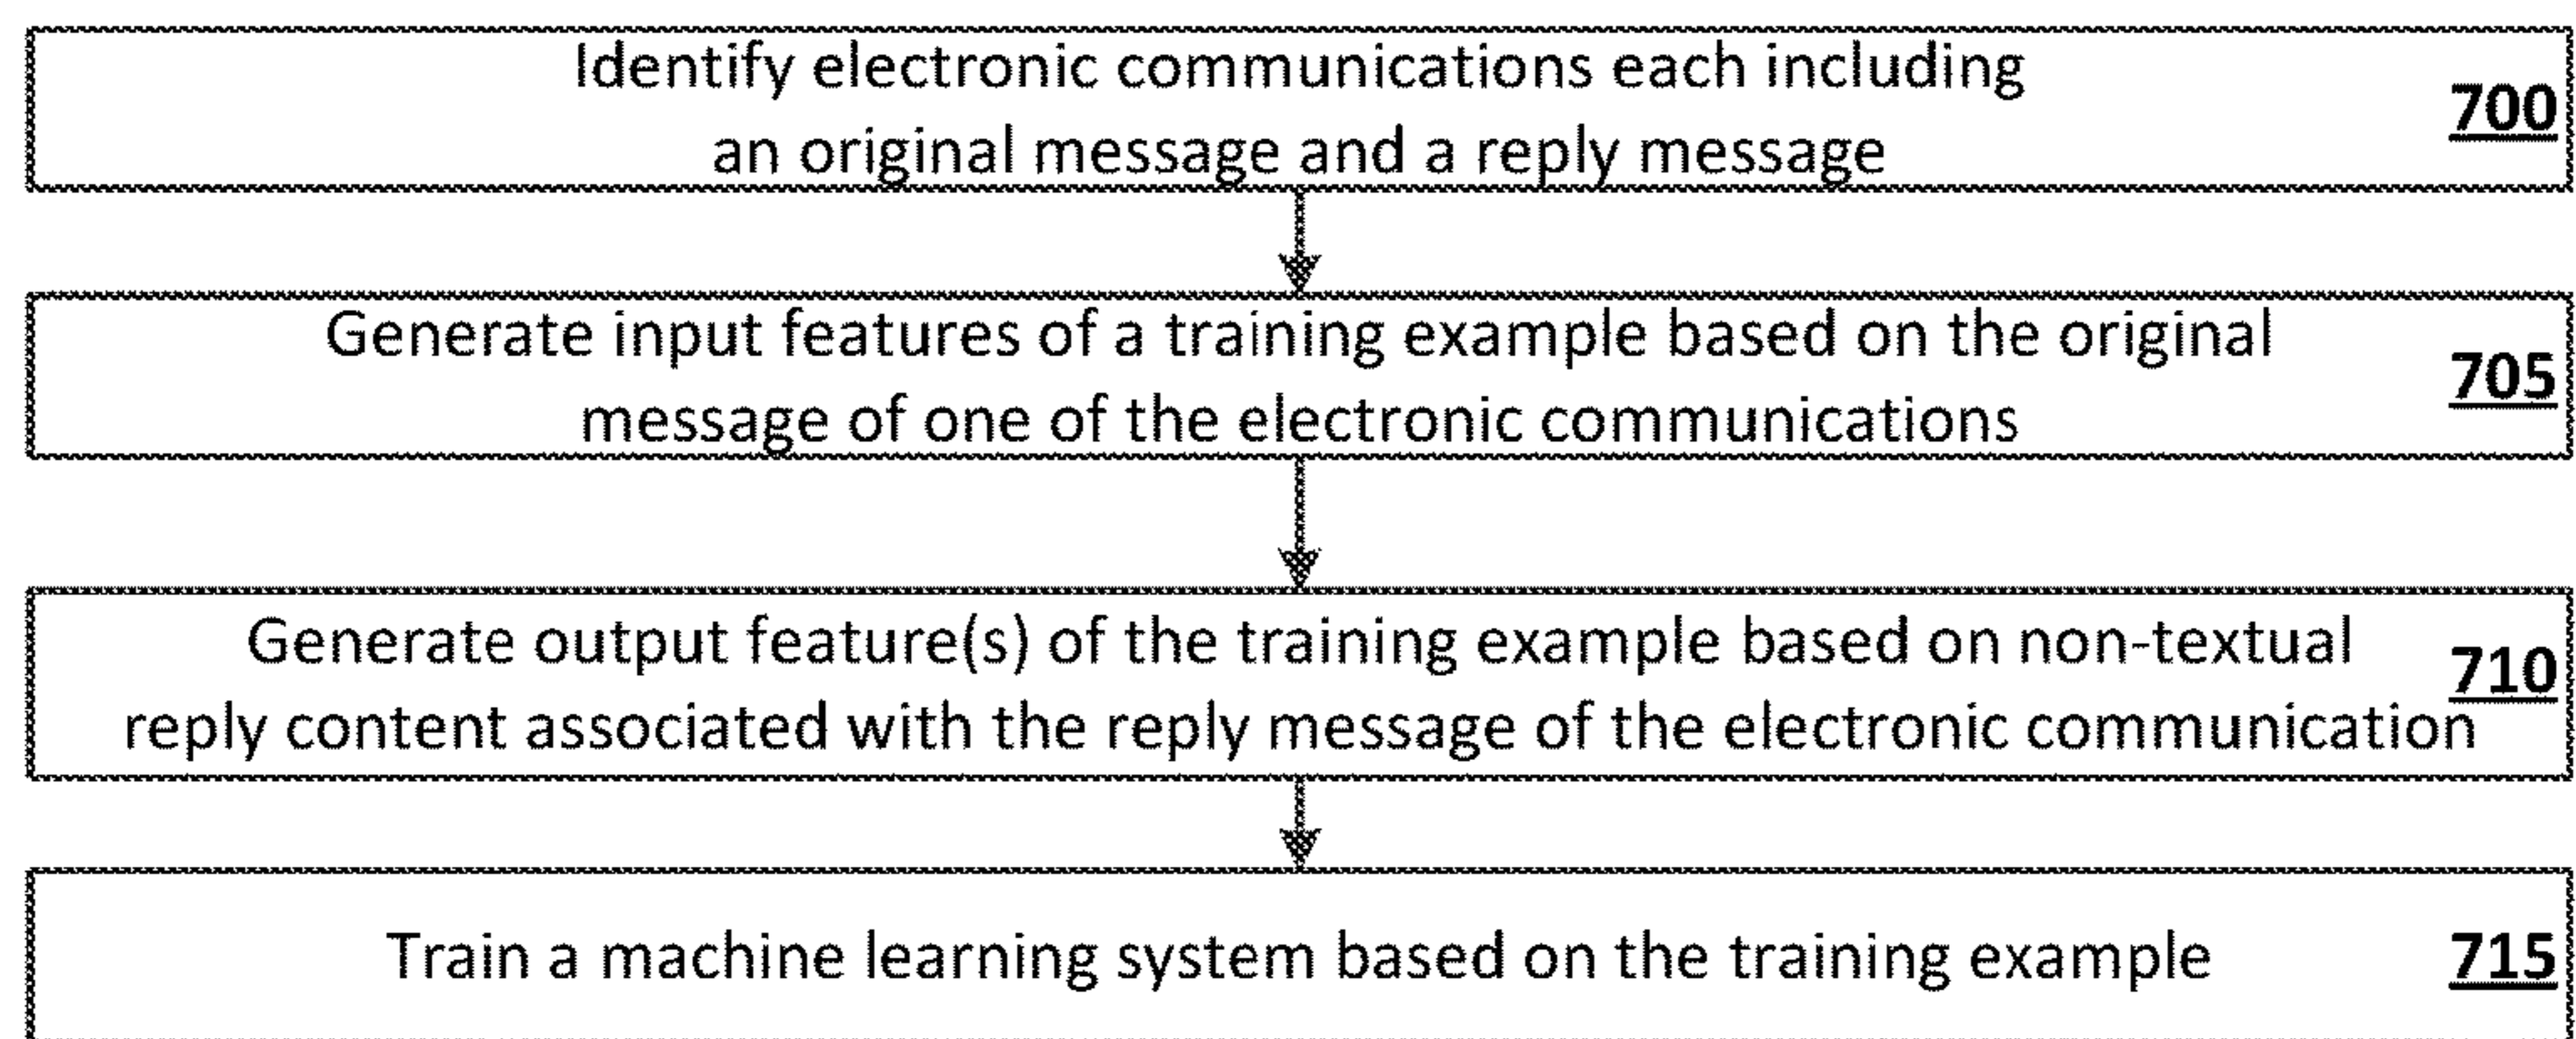 Identify electronic communications each including
an original message and a reply message
700
Generate input features of a training example based on the original
message of one of the electronic communications
705
Generate output feature(s) of the training example based on non-textual
reply content associated with the reply message of the electronic communication
710
Train a machine learning system based on the training example
715